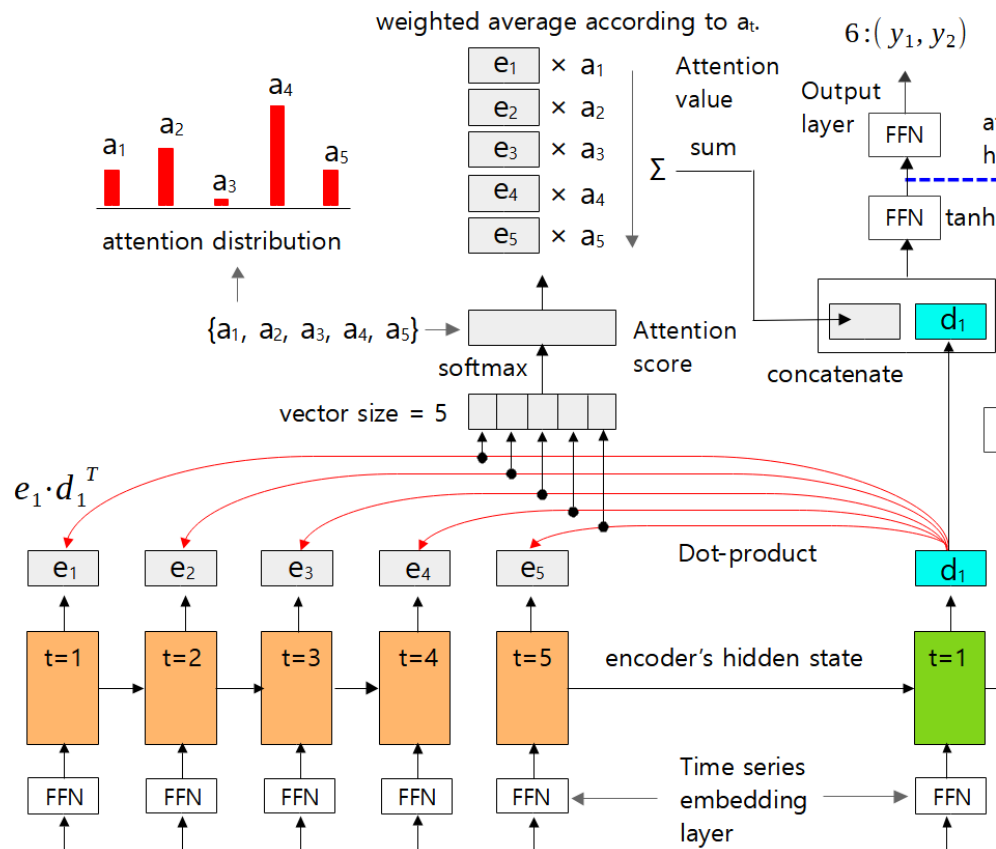 weighted average according to aₜ.
6:(y₁, y₂)
e₁ × a₁
e₂ × a₂
e₃ × a₃
e₄ × a₄
e₅ × a₅
Attention
value
Σ
sum
Output
layer
FFN
FFN
tanh
a₁
a₂
a₃
a₄
a₅
attention distribution
{a₁, a₂, a₃, a₄, a₅}
Attention
score
softmax
vector size = 5
d₁
concatenate
e₁·d₁ᵀ
Dot-product
e₁
e₂
e₃
e₄
e₅
d₁
t=1
t=2
t=3
t=4
t=5
encoder's hidden state
t=1
FFN
FFN
FFN
FFN
FFN
Time series
embedding
layer
FFN